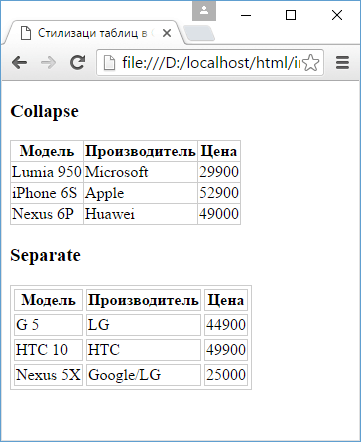 Стилизаци таблиц в
file:///D:/localhost/html/i
Collapse
Модель Производитель Цена
Lumia 950 Microsoft 29900
iPhone 6S Apple 52900
Nexus 6P Huawei 49000
Separate
Модель Производитель Цена
G 5 LG 44900
HTC 10 HTC 49900
Nexus 5X Google/LG 25000